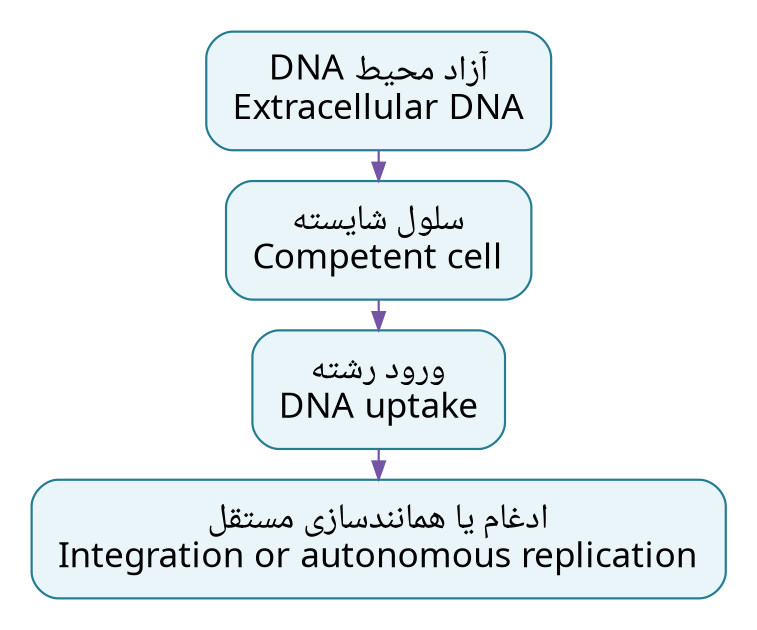 DNA آزاد محیط
Extracellular DNA
سلول شایسته
Competent cell
ورود رشته
DNA uptake
ادغام یا همانندسازی مستقل
Integration or autonomous replication